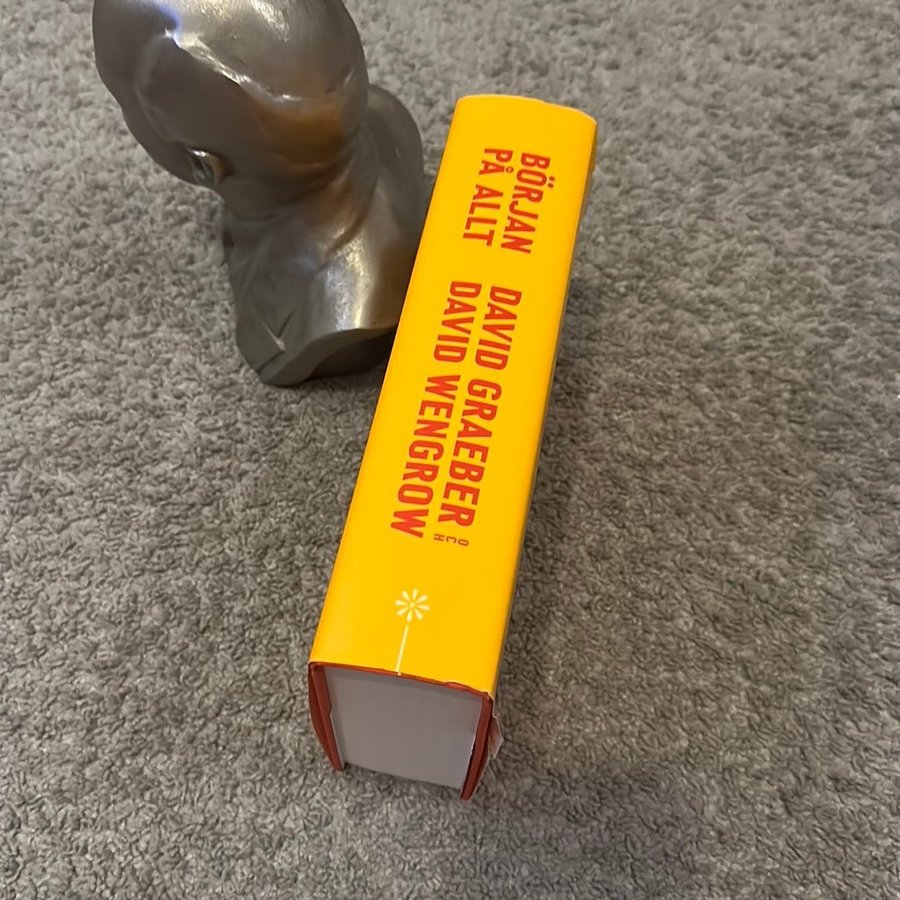 BÖRJAN
PÅ ALLT
DAVID GRAEBER OCH
DAVID WENGROW